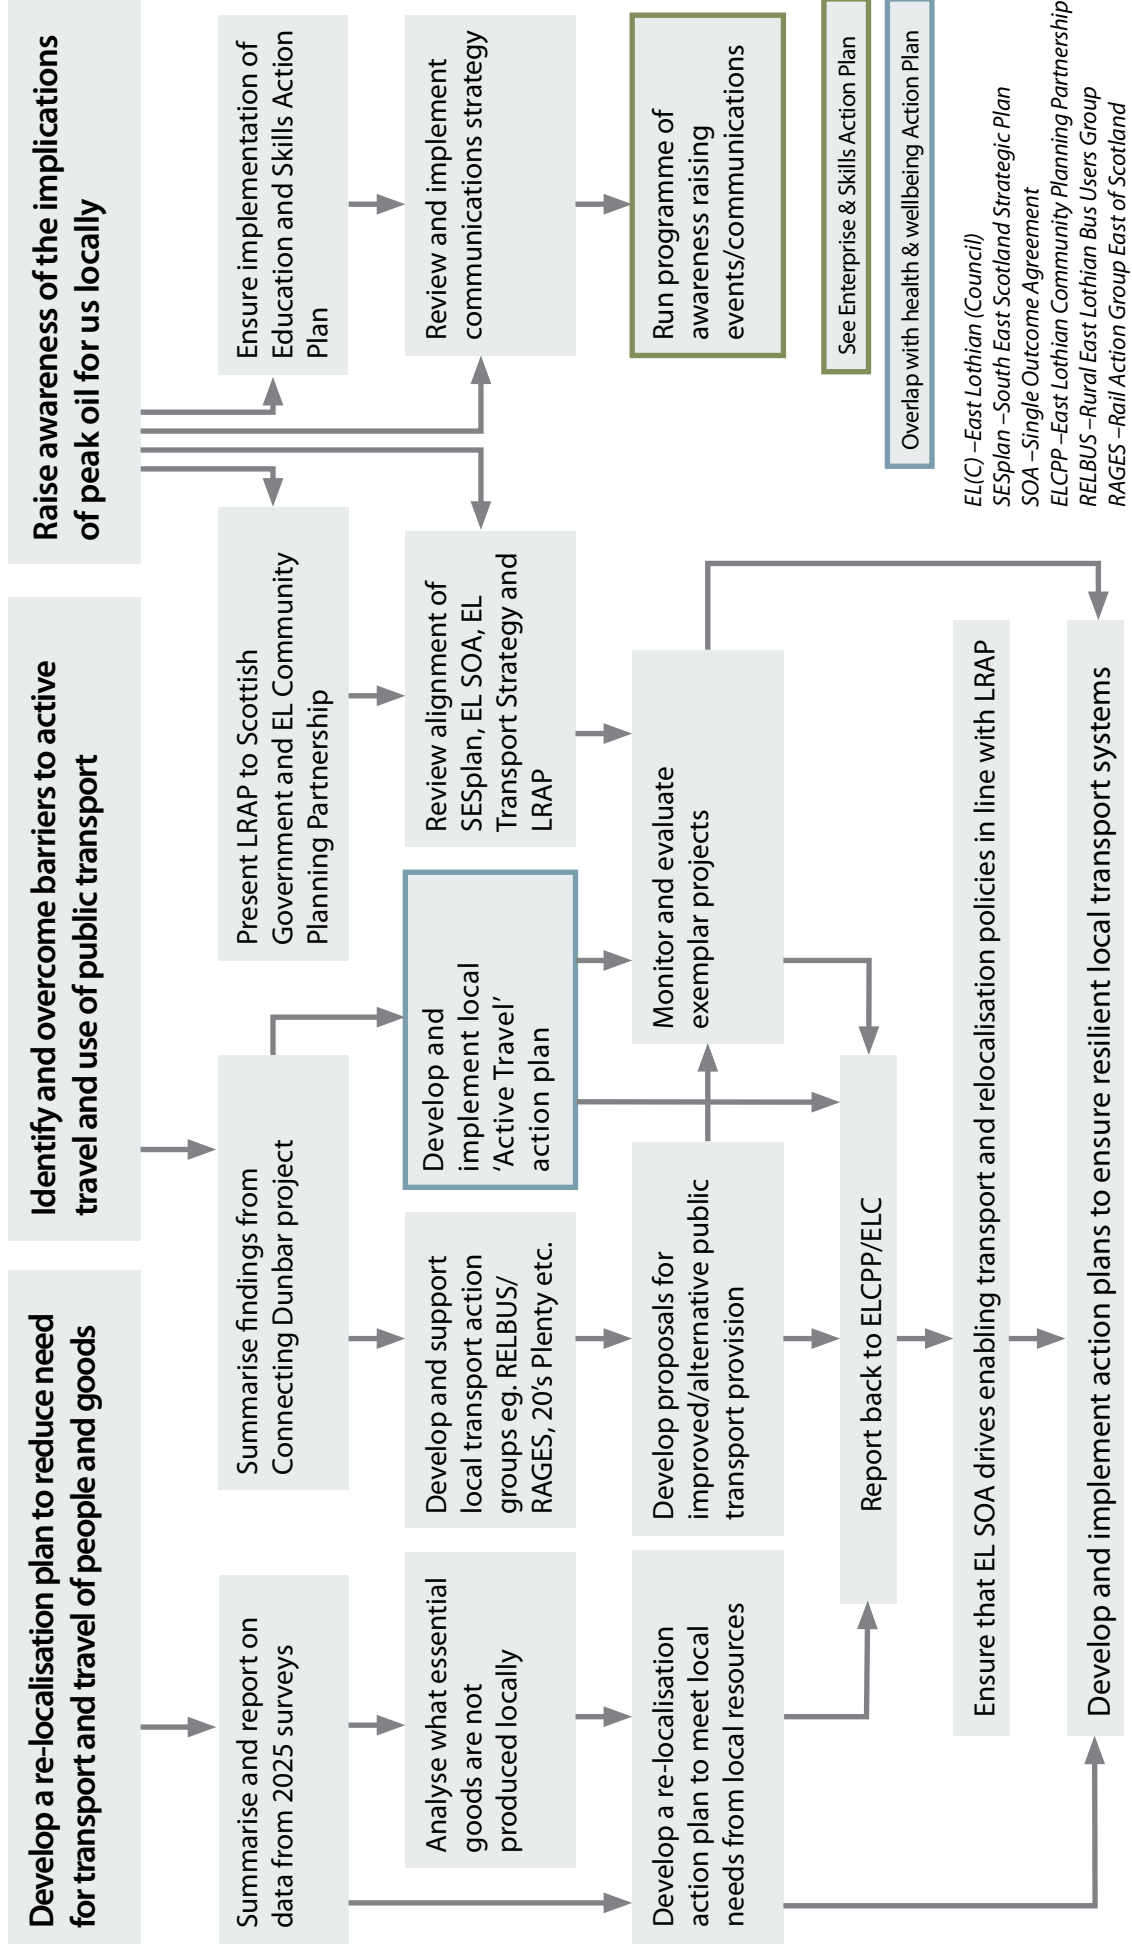 Develop a re-localisation plan to reduce need
for transport and travel of people and goods
Identify and overcome barriers to active
travel and use of public transport
Raise awareness of the implications
of peak oil for us locally
Summarise and report on
data from 2025 surveys
Summarise findings from
Connecting Dunbar project
Present LRAP to Scottish
Government and EL Community
Planning Partnership
Ensure implementation of
Education and Skills Action
Plan
Analyse what essential
goods are not
produced locally
Develop and support
local transport action
groups eg. RELBUS/
RAGES, 20's Plenty etc.
Develop and
implement local
‘Active Travel’
action plan
Review alignment of
SESplan, EL SOA, EL
Transport Strategy and
LRAP
Review and implement
communications strategy
Develop a re-localisation
action plan to meet local
needs from local resources
Develop proposals for
improved/alternative public
transport provision
Monitor and evaluate
exemplar projects
Run programme of
awareness raising
events/communications
Report back to ELCPP/ELC
See Enterprise & Skills Action Plan
Overlap with health & wellbeing Action Plan
Ensure that EL SOA drives enabling transport and relocalisation policies in line with LRAP
Develop and implement action plans to ensure resilient local transport systems
EL(C) –East Lothian (Council)
SESplan –South East Scotland Strategic Plan
SOA –Single Outcome Agreement
ELCPP –East Lothian Community Planning Partnership
RELBUS –Rural East Lothian Bus Users Group
RAGES –Rail Action Group East of Scotland